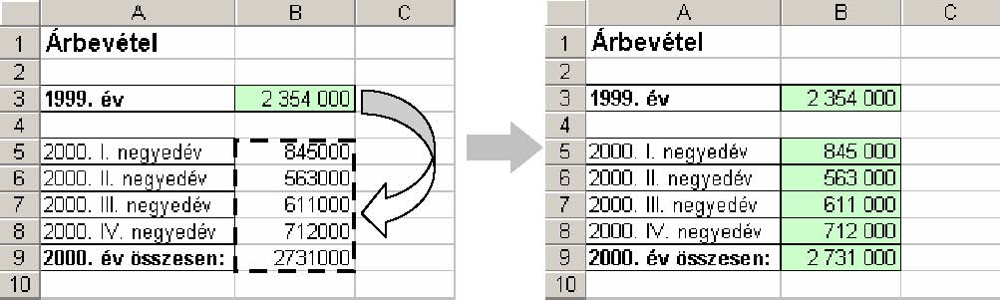 A B C
1 Árbevétel
2
3 1999. év 2 354 000
4
5 2000. I. negyedév 845000
6 2000. II. negyedév 563000
7 2000. III. negyedév 611000
8 2000. IV. negyedév 712000
9 2000. év összesen: 2731000
10
A B C
1 Árbevétel
2
3 1999. év 2 354 000
4
5 2000. I. negyedév 845 000
6 2000. II. negyedév 563 000
7 2000. III. negyedév 611 000
8 2000. IV. negyedév 712 000
9 2000. év összesen: 2 731 000
10